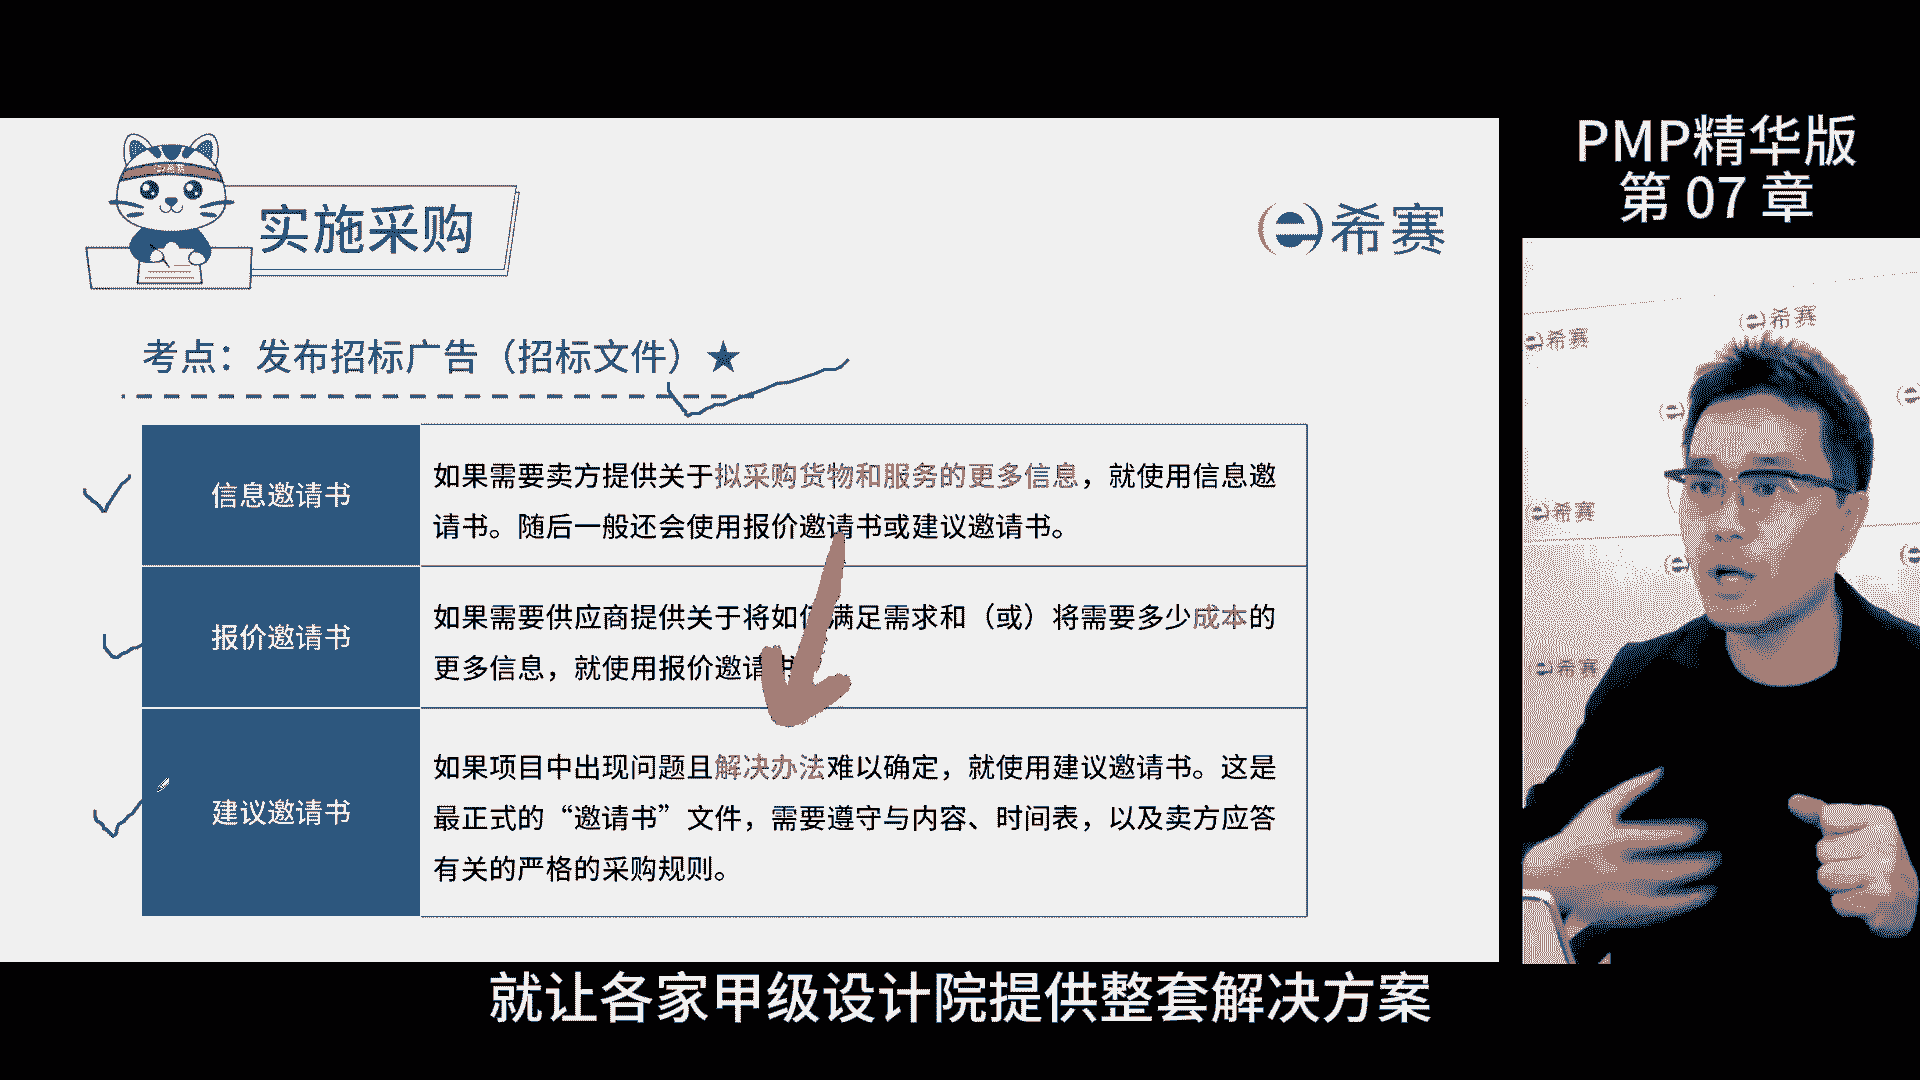 PMP精华版
第 07 章
实施采购
希赛
考点：发布招标广告（招标文件）★
信息邀请书
如果需要卖方提供关于拟采购货物和服务的更多信息，就使用信息邀
请书。随后一般还会使用报价邀请书或建议邀请书。
报价邀请书
如果需要供应商提供关于将如何满足需求和（或）将需要多少成本的
更多信息，就使用报价邀请书
建议邀请书
如果项目中出现问题且解决办法难以确定，就使用建议邀请书。这是
最正式的“邀请书”文件，需要遵守与内容、时间表，以及卖方应答
有关的严格的采购规则。
希赛
希赛
希赛
希赛
就让各家甲级设计院提供整套解决方案